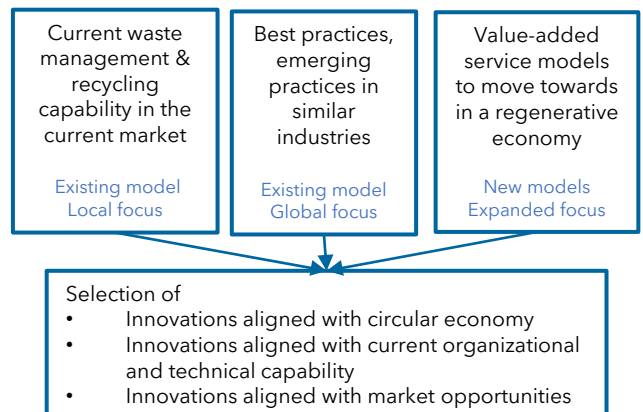 Current waste
management &
recycling
capability in the
current market
Existing model
Local focus
Best practices,
emerging
practices in
similar
industries
Existing model
Global focus
Value-added
service models
to move towards
in a regenerative
economy
New models
Expanded focus
Selection of
• Innovations aligned with circular economy
• Innovations aligned with current organizational
and technical capability
• Innovations aligned with market opportunities